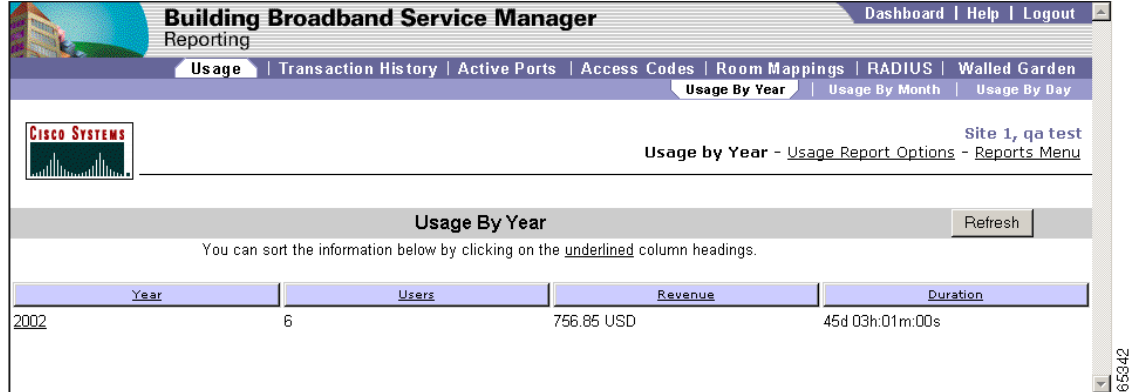 Building Broadband Service Manager
Dashboard | Help | Logout
Reporting
Usage | Transaction History | Active Ports | Access Codes | Room Mappings | RADIUS | Walled Garden
Usage By Year | Usage By Month | Usage By Day
CISCO SYSTEMS
Site 1, qa test
Usage by Year - Usage Report Options - Reports Menu
Usage By Year
Refresh
You can sort the information below by clicking on the underlined column headings.
Year Users Revenue Duration
2002 6 756.85 USD 45d 03h:01m:00s
65342